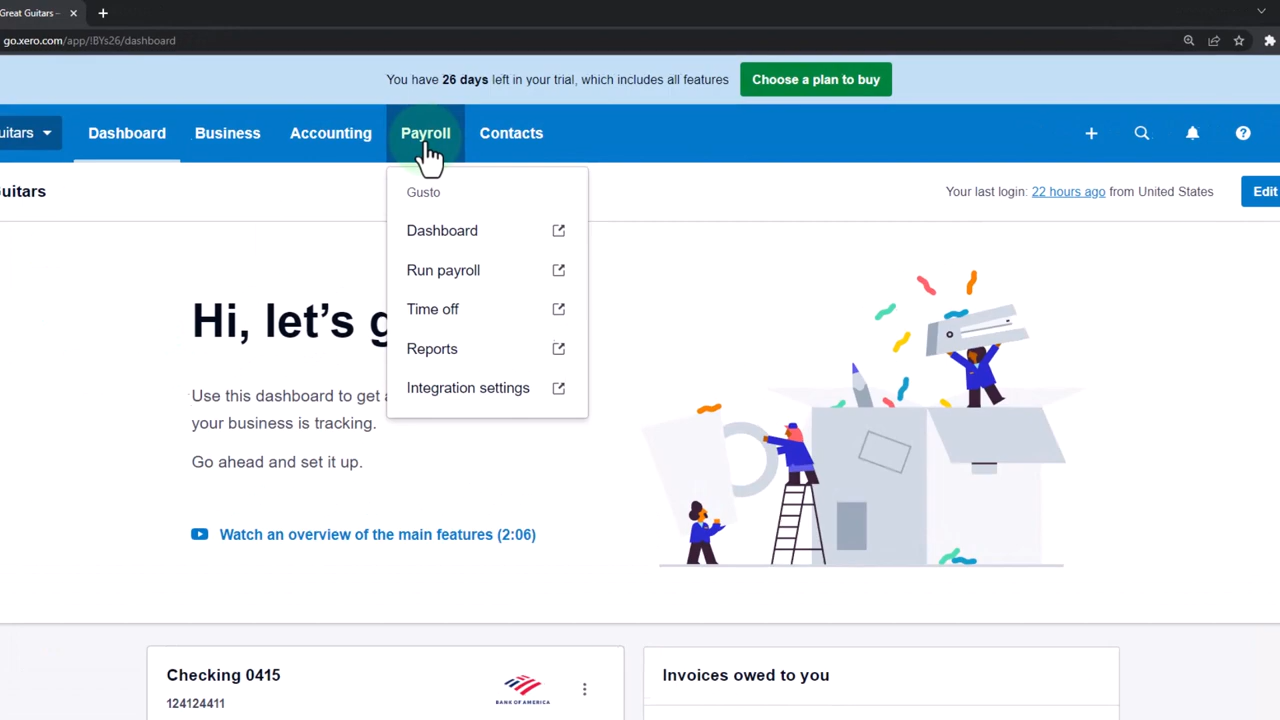 Great Guitars –
go.xero.com/app/!BYs26/dashboard
You have 26 days left in your trial, which includes all features
Choose a plan to buy
uitars
Dashboard
Business
Accounting
Payroll
Contacts
Guitars
Your last login: 22 hours ago from United States
Edit
Gusto
Dashboard
Run payroll
Time off
Reports
Integration settings
Hi, let's g
Use this dashboard to get a
your business is tracking.
Go ahead and set it up.
Watch an overview of the main features (2:06)
Checking 0415
124124411
BANK OF AMERICA
Invoices owed to you